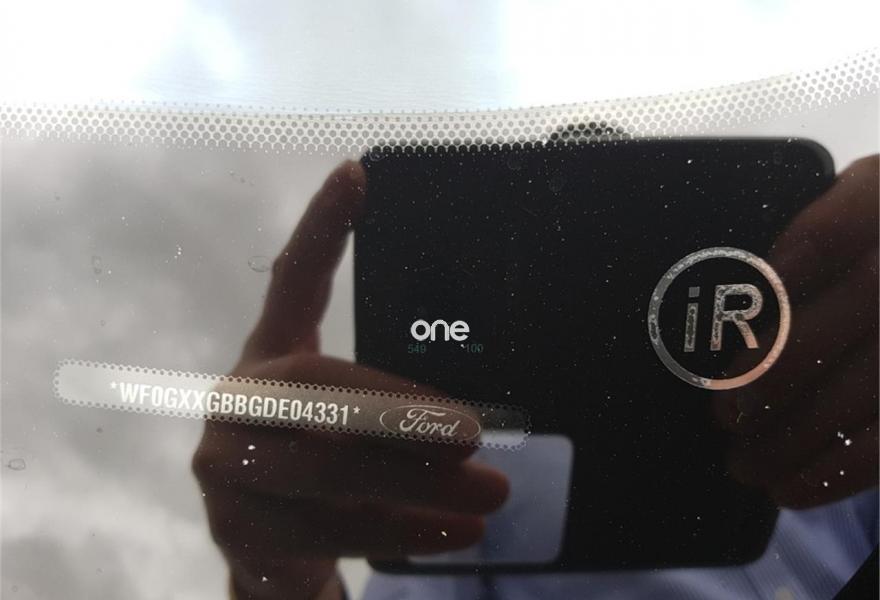 one
549 100
iR
*WF0GXXGBBGDE04331*
Ford